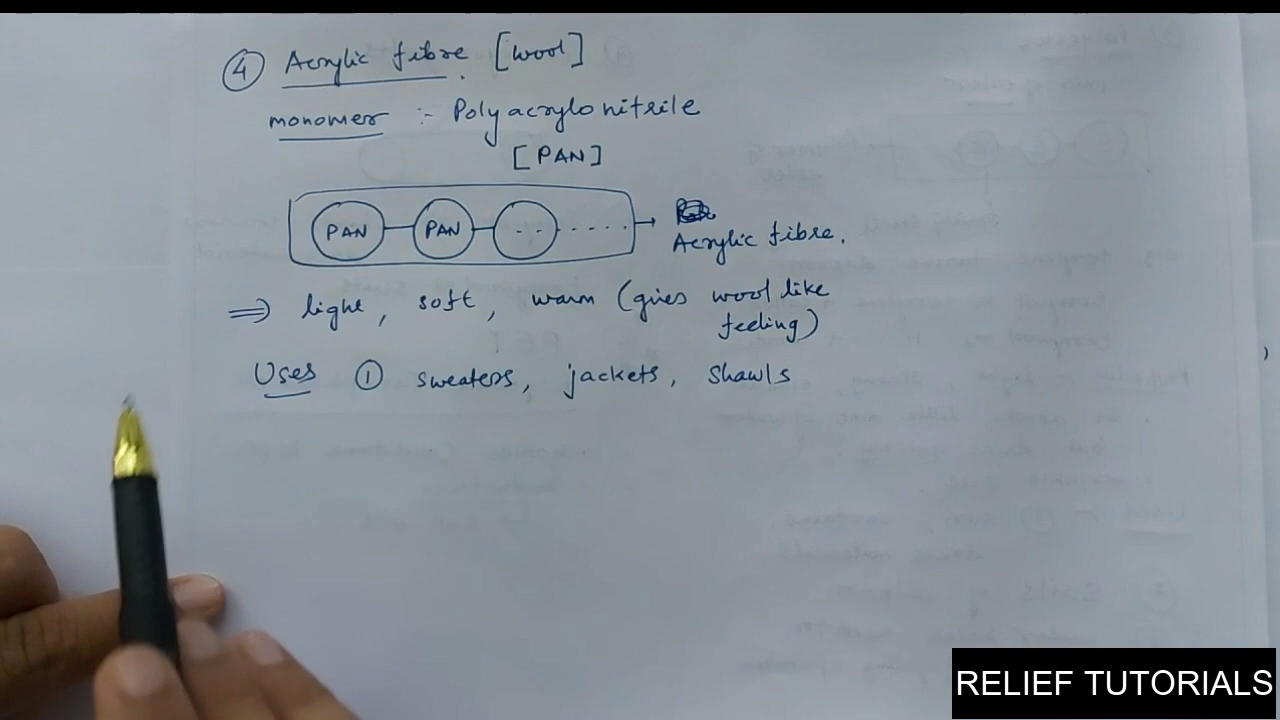 ④ Acrylic fibre [wool]
monomer :- Polyacrylonitrile
[PAN]
PAN PAN .. ..... → Acrylic fibre.
⇒ light, soft, warm (gives wool like
feeling)
Uses ① sweaters, jackets, shawls
RELIEF TUTORIALS